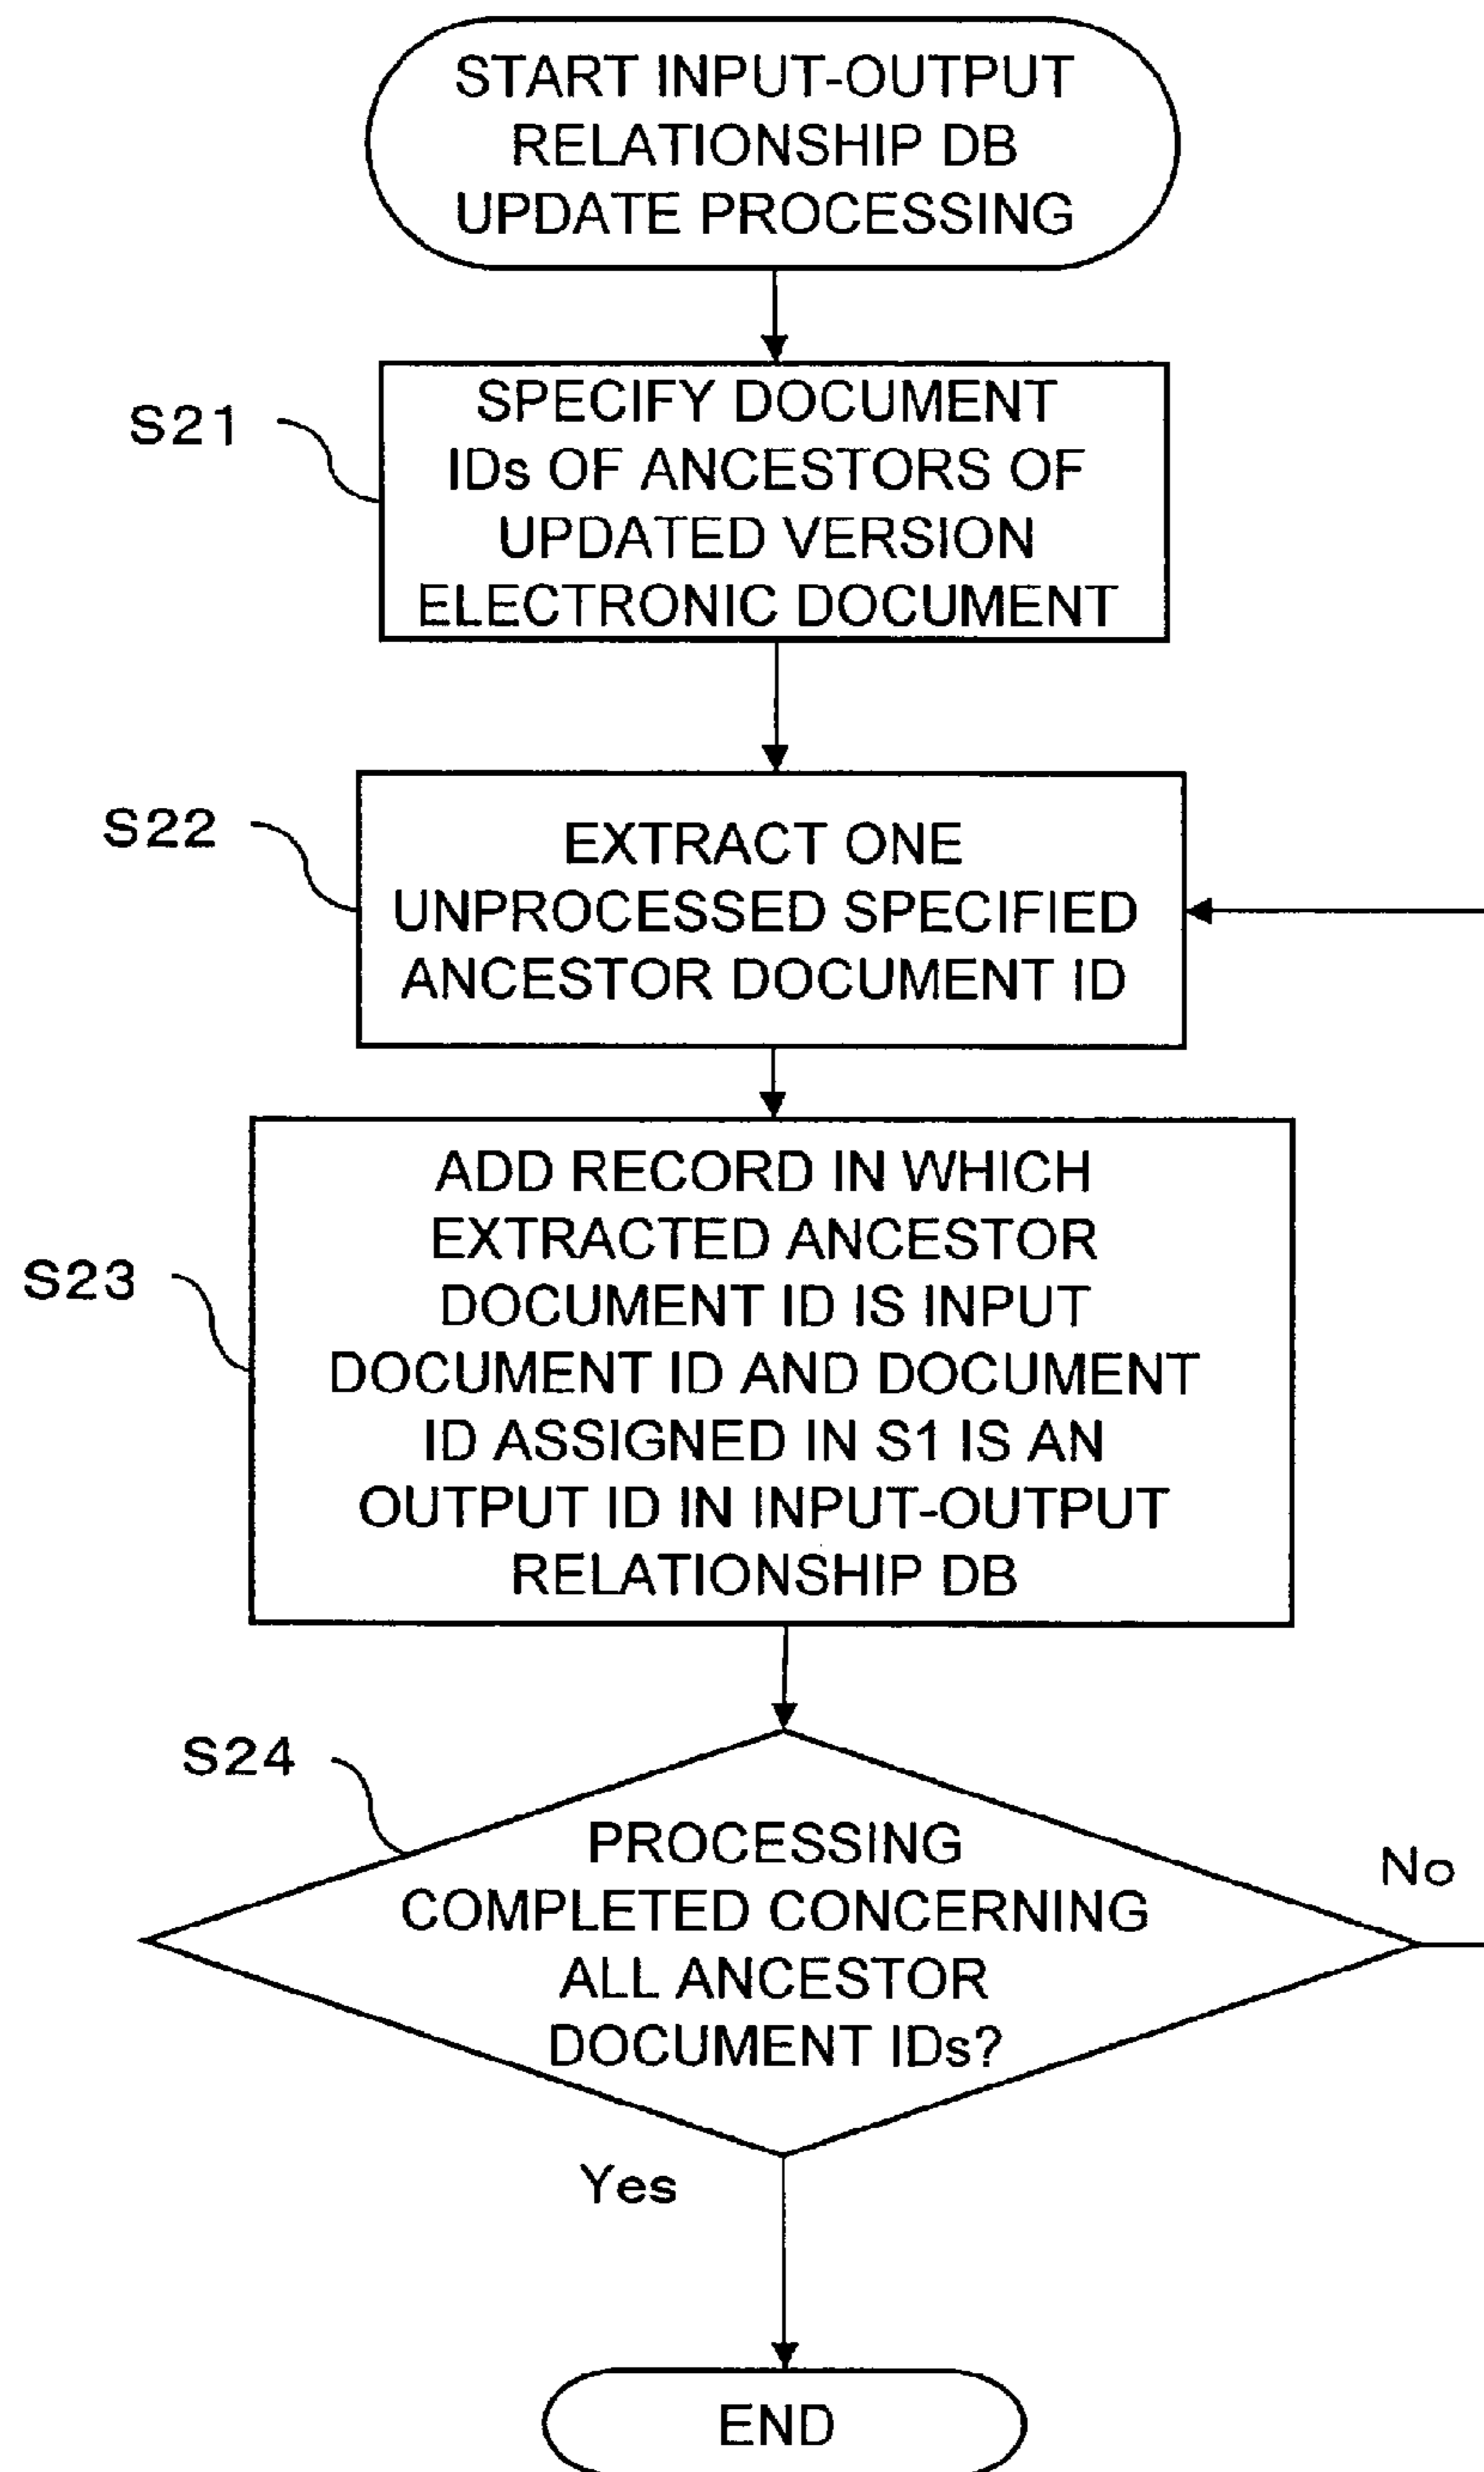 START INPUT-OUTPUT
RELATIONSHIP DB
UPDATE PROCESSING
S21
SPECIFY DOCUMENT
IDs OF ANCESTORS OF
UPDATED VERSION
ELECTRONIC DOCUMENT
S22
EXTRACT ONE
UNPROCESSED SPECIFIED
ANCESTOR DOCUMENT ID
S23
ADD RECORD IN WHICH
EXTRACTED ANCESTOR
DOCUMENT ID IS INPUT
DOCUMENT ID AND DOCUMENT
ID ASSIGNED IN S1 IS AN
OUTPUT ID IN INPUT-OUTPUT
RELATIONSHIP DB
S24
PROCESSING
COMPLETED CONCERNING
ALL ANCESTOR
DOCUMENT IDs?
No
Yes
END